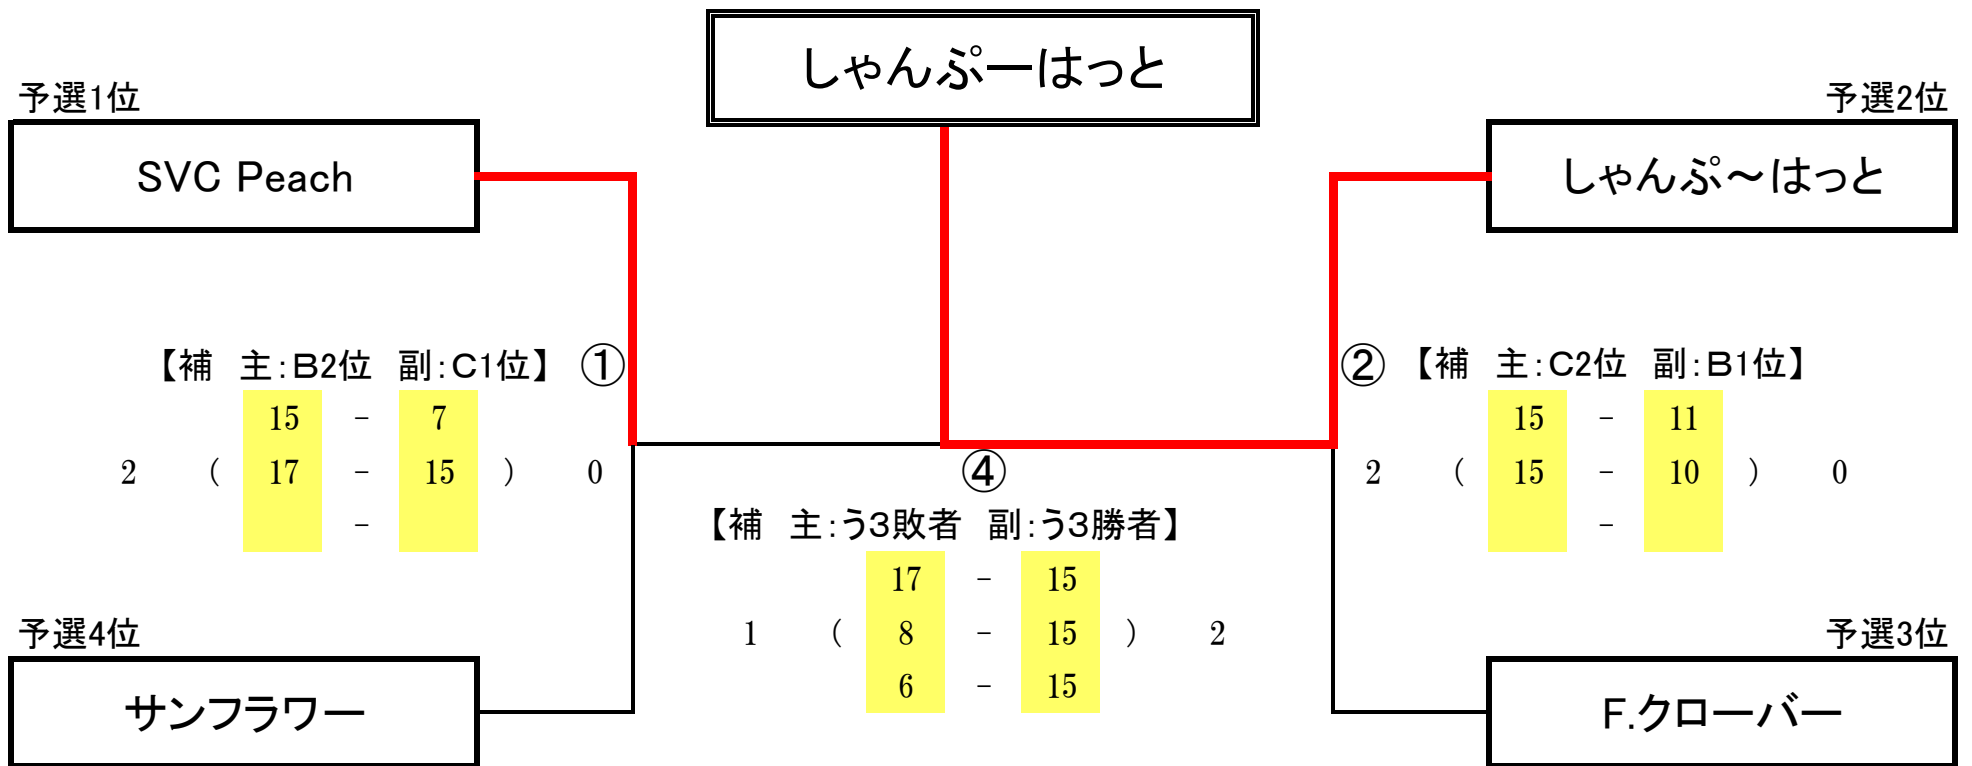 しゃんぷーはっと
予選1位
予選2位
SVC Peach
しゃんぷ～はっと
【補 主：B2位 副：C1位】 ①
② 【補 主：C2位 副：B1位】
15 - 7
15 - 11
2 ( 17 - 15 ) 0
2 ( 15 - 10 ) 0
-
-
④
【補 主：う3敗者 副：う3勝者】
17 - 15
1 ( 8 - 15 ) 2
6 - 15
予選4位
予選3位
サンフラワー
F.クローバー